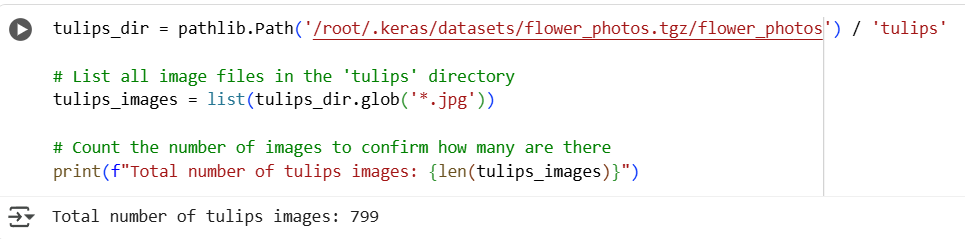 tulips_dir = pathlib.Path('/root/.keras/datasets/flower_photos.tgz/flower_photos') / 'tulips'
# List all image files in the 'tulips' directory
tulips_images = list(tulips_dir.glob('*.jpg'))
# Count the number of images to confirm how many are there
print(f"Total number of tulips images: {len(tulips_images)}")
Total number of tulips images: 799